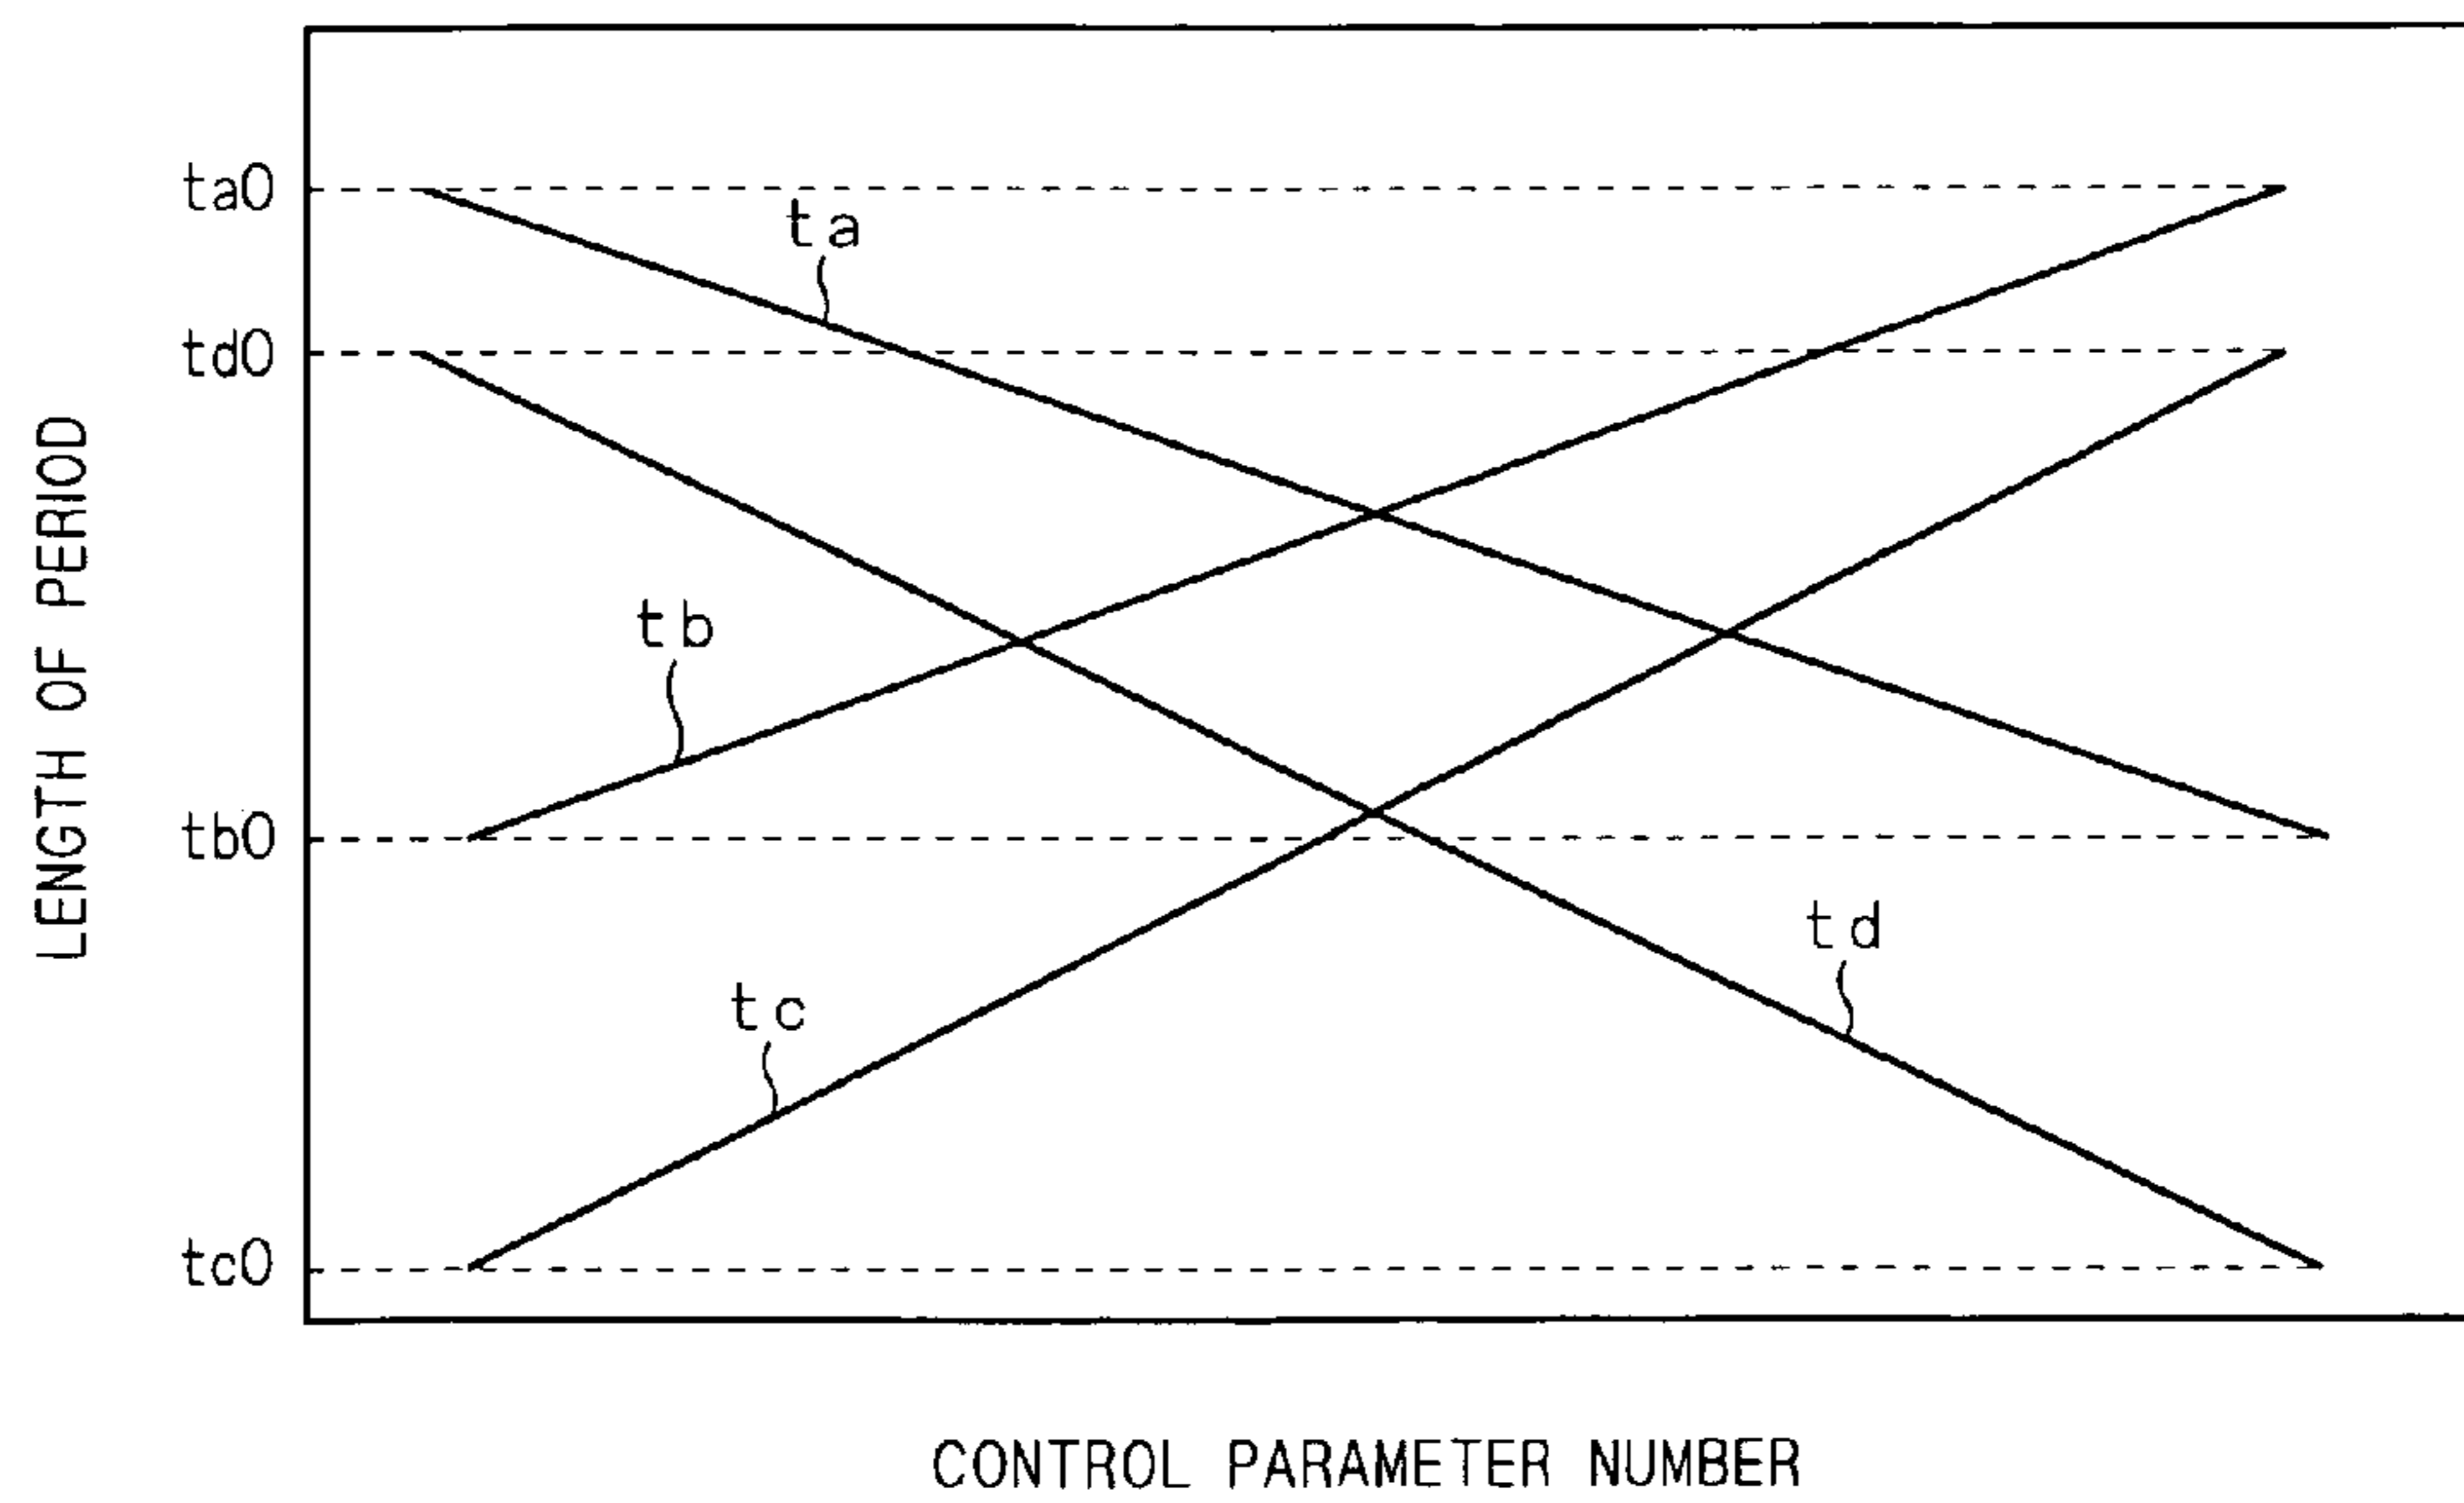 ta0
ta
td0
LENGTH OF PERIOD
tb
tb0
td
tc
tc0
CONTROL PARAMETER NUMBER